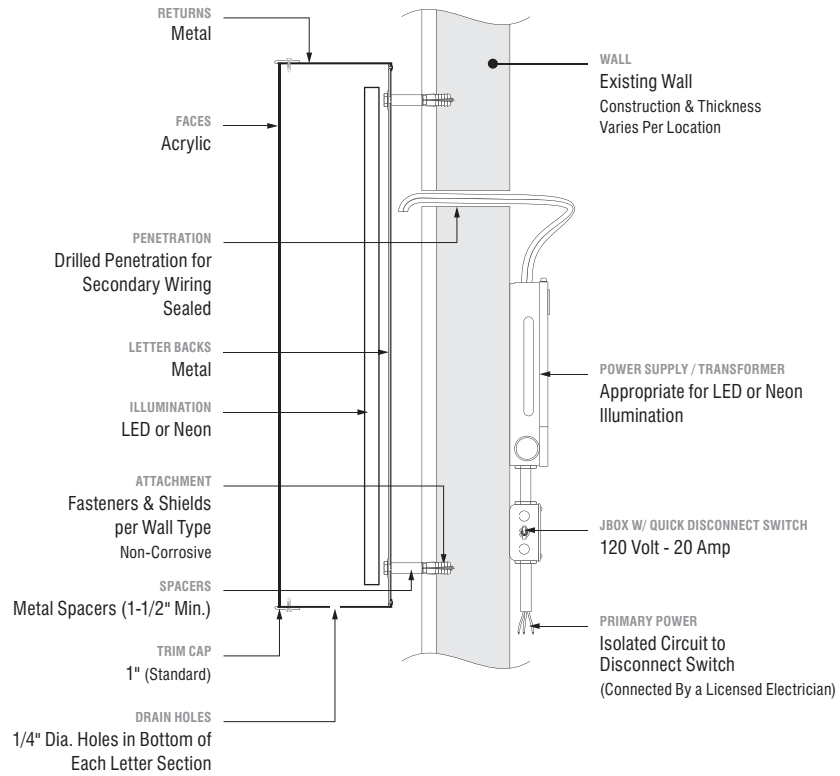 RETURNS
Metal
FACES
Acrylic
PENETRATION
Drilled Penetration for
Secondary Wiring
Sealed
LETTER BACKS
Metal
ILLUMINATION
LED or Neon
ATTACHMENT
Fasteners & Shields
per Wall Type
Non-Corrosive
SPACERS
Metal Spacers (1-1/2" Min.)
TRIM CAP
1" (Standard)
DRAIN HOLES
1/4" Dia. Holes in Bottom of
Each Letter Section
WALL
Existing Wall
Construction & Thickness
Varies Per Location
POWER SUPPLY / TRANSFORMER
Appropriate for LED or Neon
Illumination
JBOX W/ QUICK DISCONNECT SWITCH
120 Volt - 20 Amp
PRIMARY POWER
Isolated Circuit to
Disconnect Switch
(Connected By a Licensed Electrician)